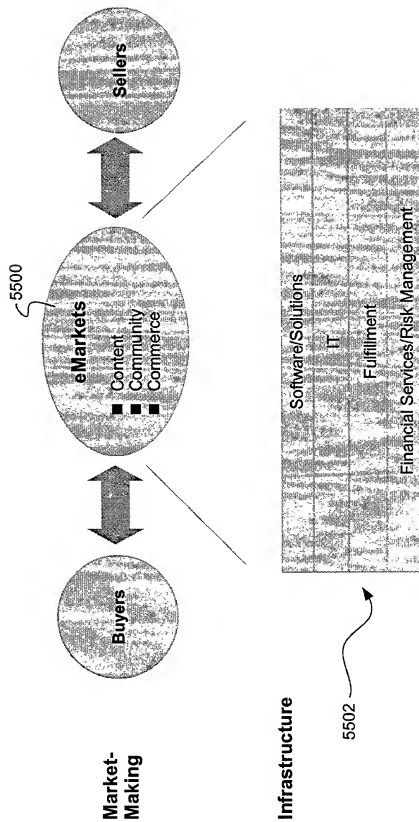 Market-
Making
Buyers
5500
eMarkets
■ Content
■ Community
■ Commerce
Sellers
Infrastructure
5502
Software/Solutions
IT
Fulfillment
Financial Services/Risk Management